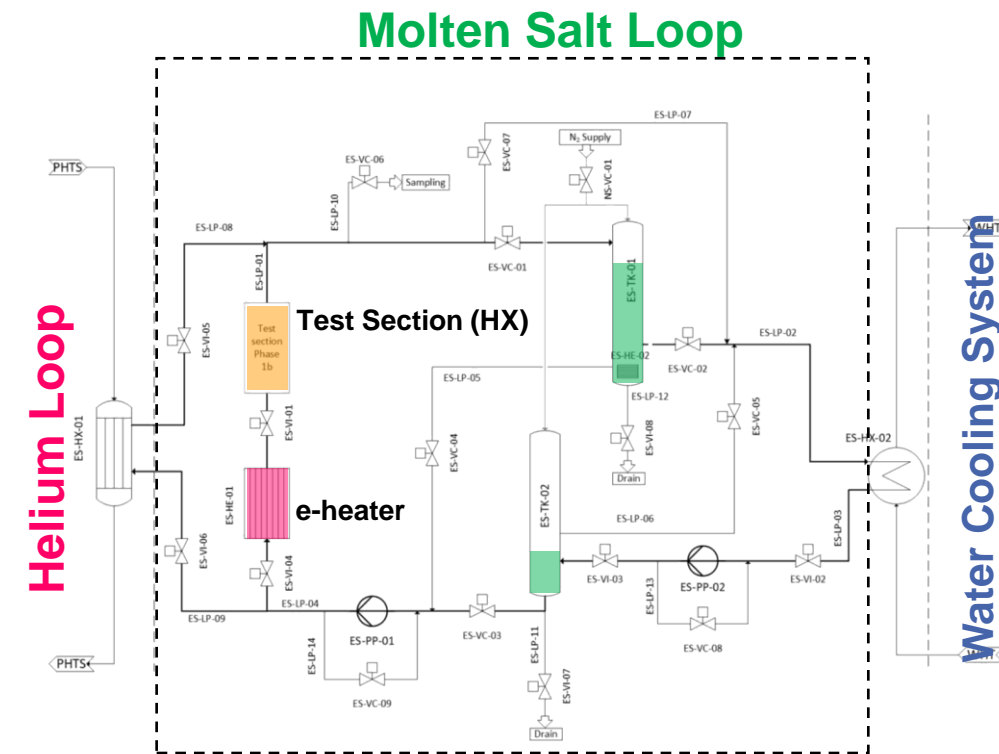 Molten Salt Loop
ES-LP-07
N₂ Supply
PHTS
ES-VC-06
ES-VC-07
Sampling
NS-VC-01
ES-LP-10
ES-LP-08
ES-LP-01
ES-VC-01
ES-TK-01
Helium Loop
ES-VI-05
Test section Phase 1b
Test Section (HX)
ES-HE-02
ES-VC-02
ES-LP-02
Water Cooling System
ES-LP-05
ES-LP-12
ES-HX-01
ES-VI-01
ES-VC-04
ES-VI-08
ES-VC-05
ES-HX-02
Drain
ES-HE-01
e-heater
ES-TK-02
ES-LP-06
ES-LP-03
ES-VI-06
ES-VI-04
ES-VI-03
ES-LP-13
ES-PP-02
ES-VI-02
ES-LP-09
ES-LP-04
ES-PP-01
ES-VC-03
ES-LP-11
ES-VC-08
PHTS
ES-LP-14
ES-VC-09
ES-VI-07
Drain